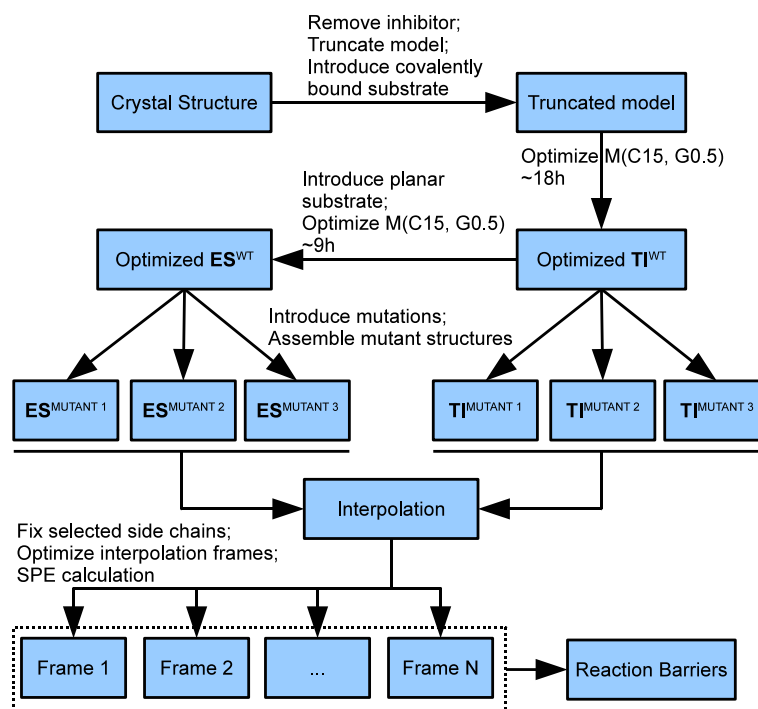 Remove inhibitor;
Truncate model;
Introduce covalently
bound substrate
Crystal Structure
Truncated model
Optimize M(C15, G0.5)
~18h
Introduce planar
substrate;
Optimize M(C15, G0.5)
~9h
Optimized ES^WT
Optimized TI^WT
Introduce mutations;
Assemble mutant structures
ES^MUTANT 1
ES^MUTANT 2
ES^MUTANT 3
TI^MUTANT 1
TI^MUTANT 2
TI^MUTANT 3
Interpolation
Fix selected side chains;
Optimize interpolation frames;
SPE calculation
Frame 1
Frame 2
...
Frame N
Reaction Barriers